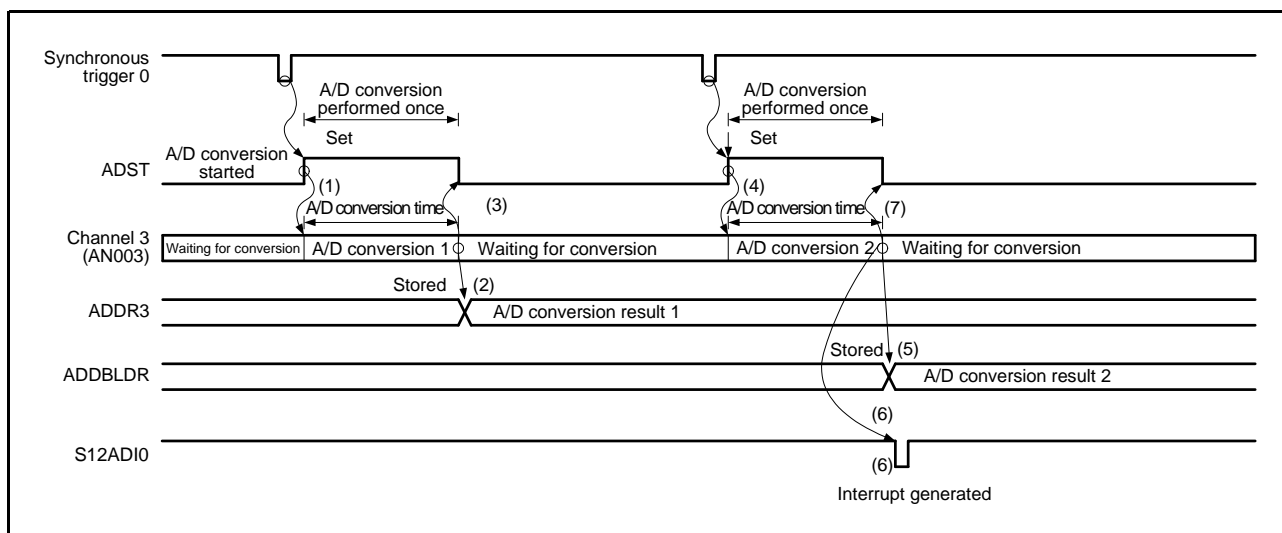 Synchronous
trigger 0
A/D conversion
performed once
A/D conversion
performed once
Set
Set
ADST
A/D conversion
started
(1)
(3)
(4)
(7)
A/D conversion time
A/D conversion time
Channel 3
(AN003)
Waiting for conversion
A/D conversion 1
Waiting for conversion
A/D conversion 2
Waiting for conversion
Stored
(2)
ADDR3
A/D conversion result 1
Stored
(5)
ADDBLDR
A/D conversion result 2
(6)
S12ADI0
(6)
Interrupt generated